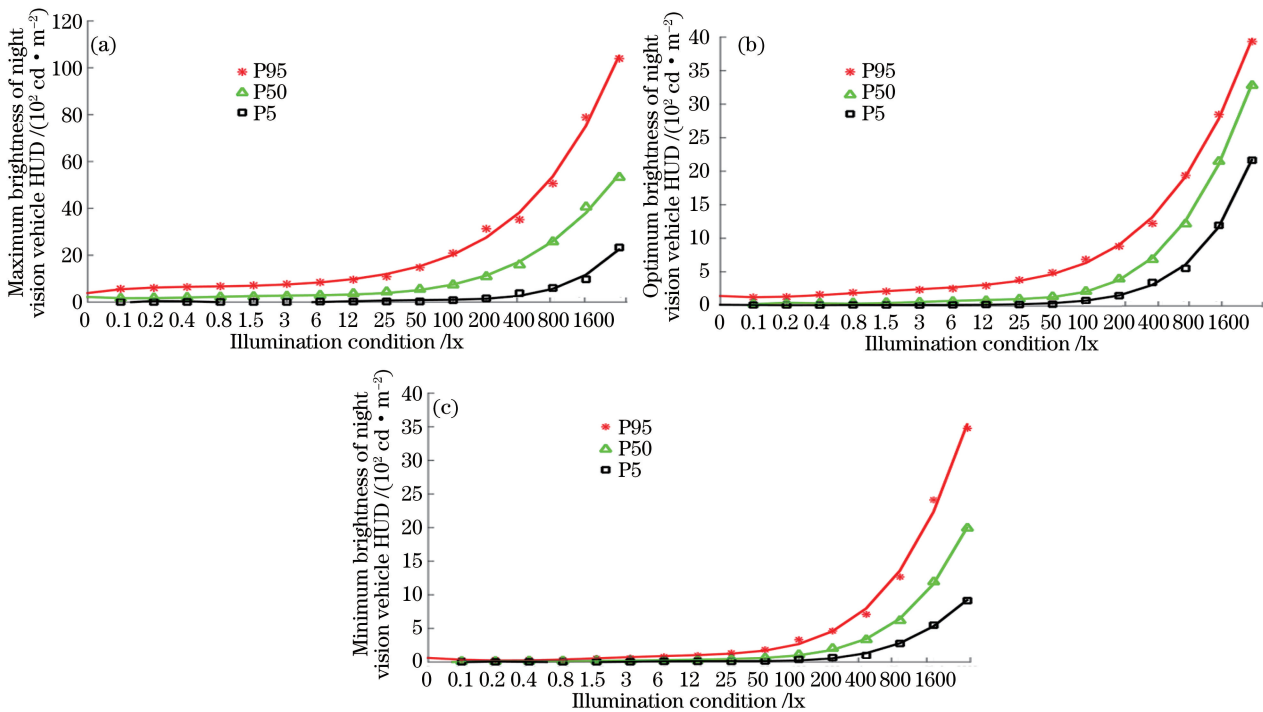 (a)
Maximum brightness of night
vision vehicle HUD /(10² cd • m⁻²)
120
100
80
60
40
20
0
P95
P50
P5
0 0.1 0.2 0.4 0.8 1.5 3 6 12 25 50 100 200 400 800 1600
Illumination condition /lx
(b)
Optimum brightness of night
vision vehicle HUD /(10² cd • m⁻²)
40
35
30
25
20
15
10
5
0
P95
P50
P5
0 0.1 0.2 0.4 0.8 1.5 3 6 12 25 50 100 200 400 800 1600
Illumination condition /lx
(c)
Minimum brightness of night
vision vehicle HUD /(10² cd • m⁻²)
40
35
30
25
20
15
10
5
0
P95
P50
P5
0 0.1 0.2 0.4 0.8 1.5 3 6 12 25 50 100 200 400 800 1600
Illumination condition /lx